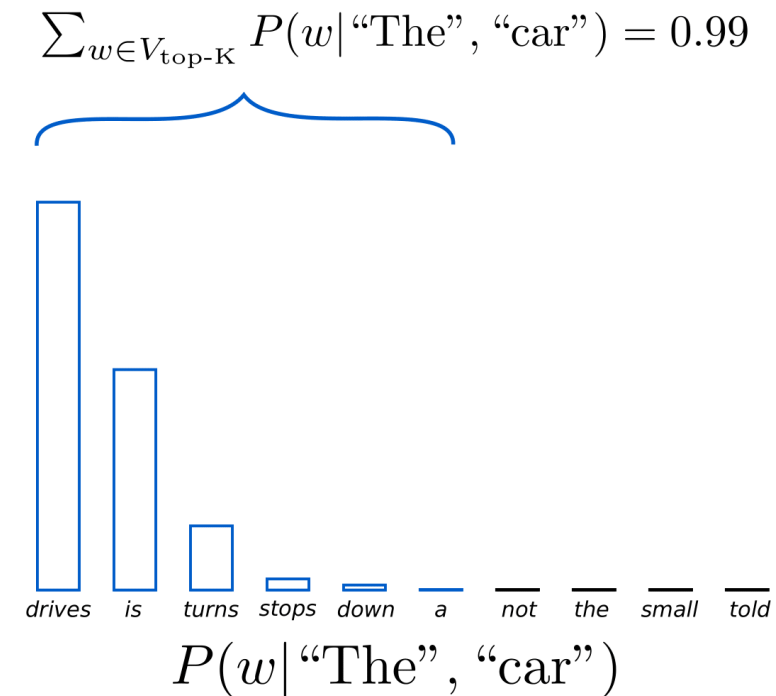 ∑w∈Vtop-K P(w|“The”, “car”) = 0.99
drives is turns stops down a not the small told
P(w|“The”, “car”)